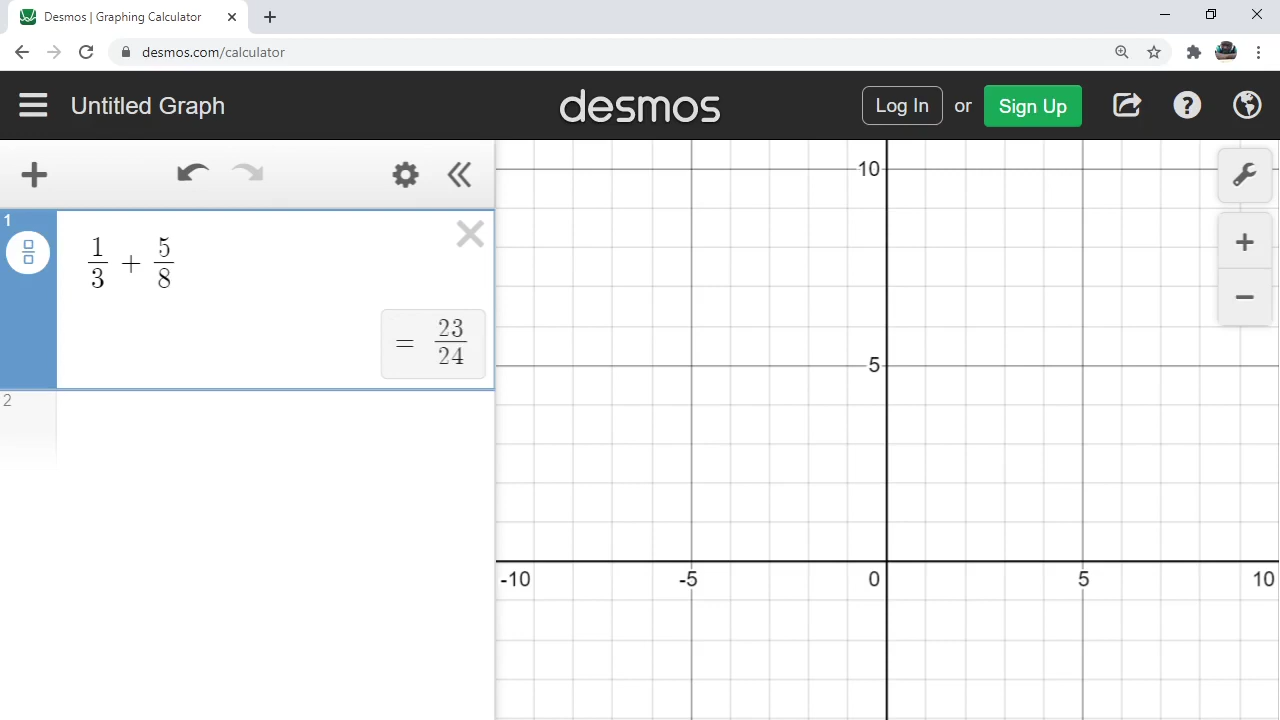 Desmos | Graphing Calculator
desmos.com/calculator
Untitled Graph
desmos
Log In or Sign Up
1
1/3 + 5/8
= 23/24
2
10
5
-10 -5 0 5 10